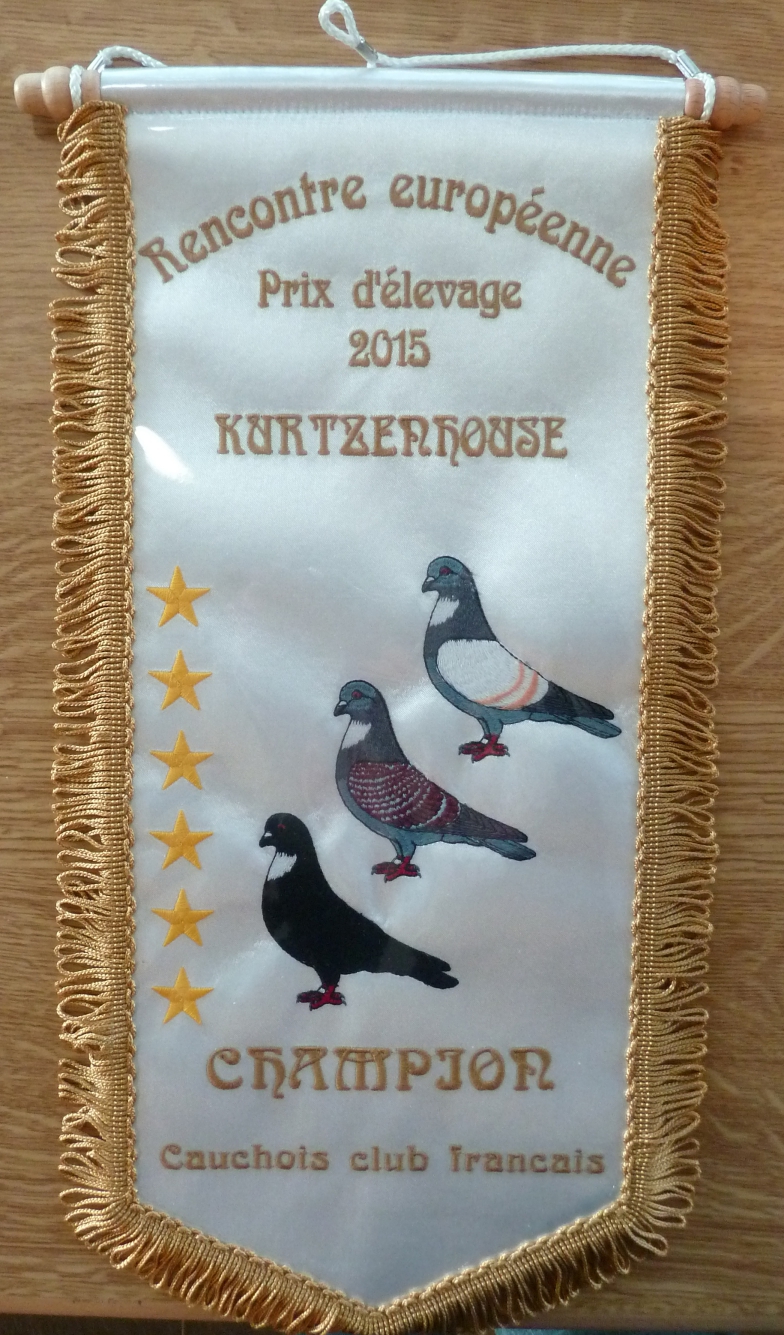 Rencontre européenne
Prix d'élevage
2015
KURTZENHOUSE
CHAMPION
Cauchois club francais